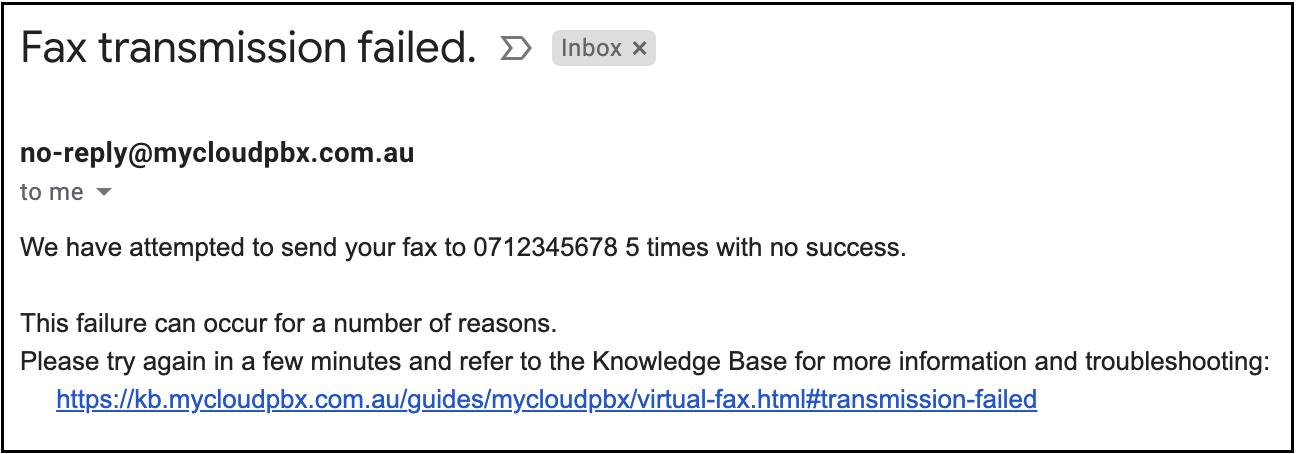 Fax transmission failed. Inbox ×
no-reply@mycloudpbx.com.au
to me
We have attempted to send your fax to 0712345678 5 times with no success.
This failure can occur for a number of reasons.
Please try again in a few minutes and refer to the Knowledge Base for more information and troubleshooting:
https://kb.mycloudpbx.com.au/guides/mycloudpbx/virtual-fax.html#transmission-failed